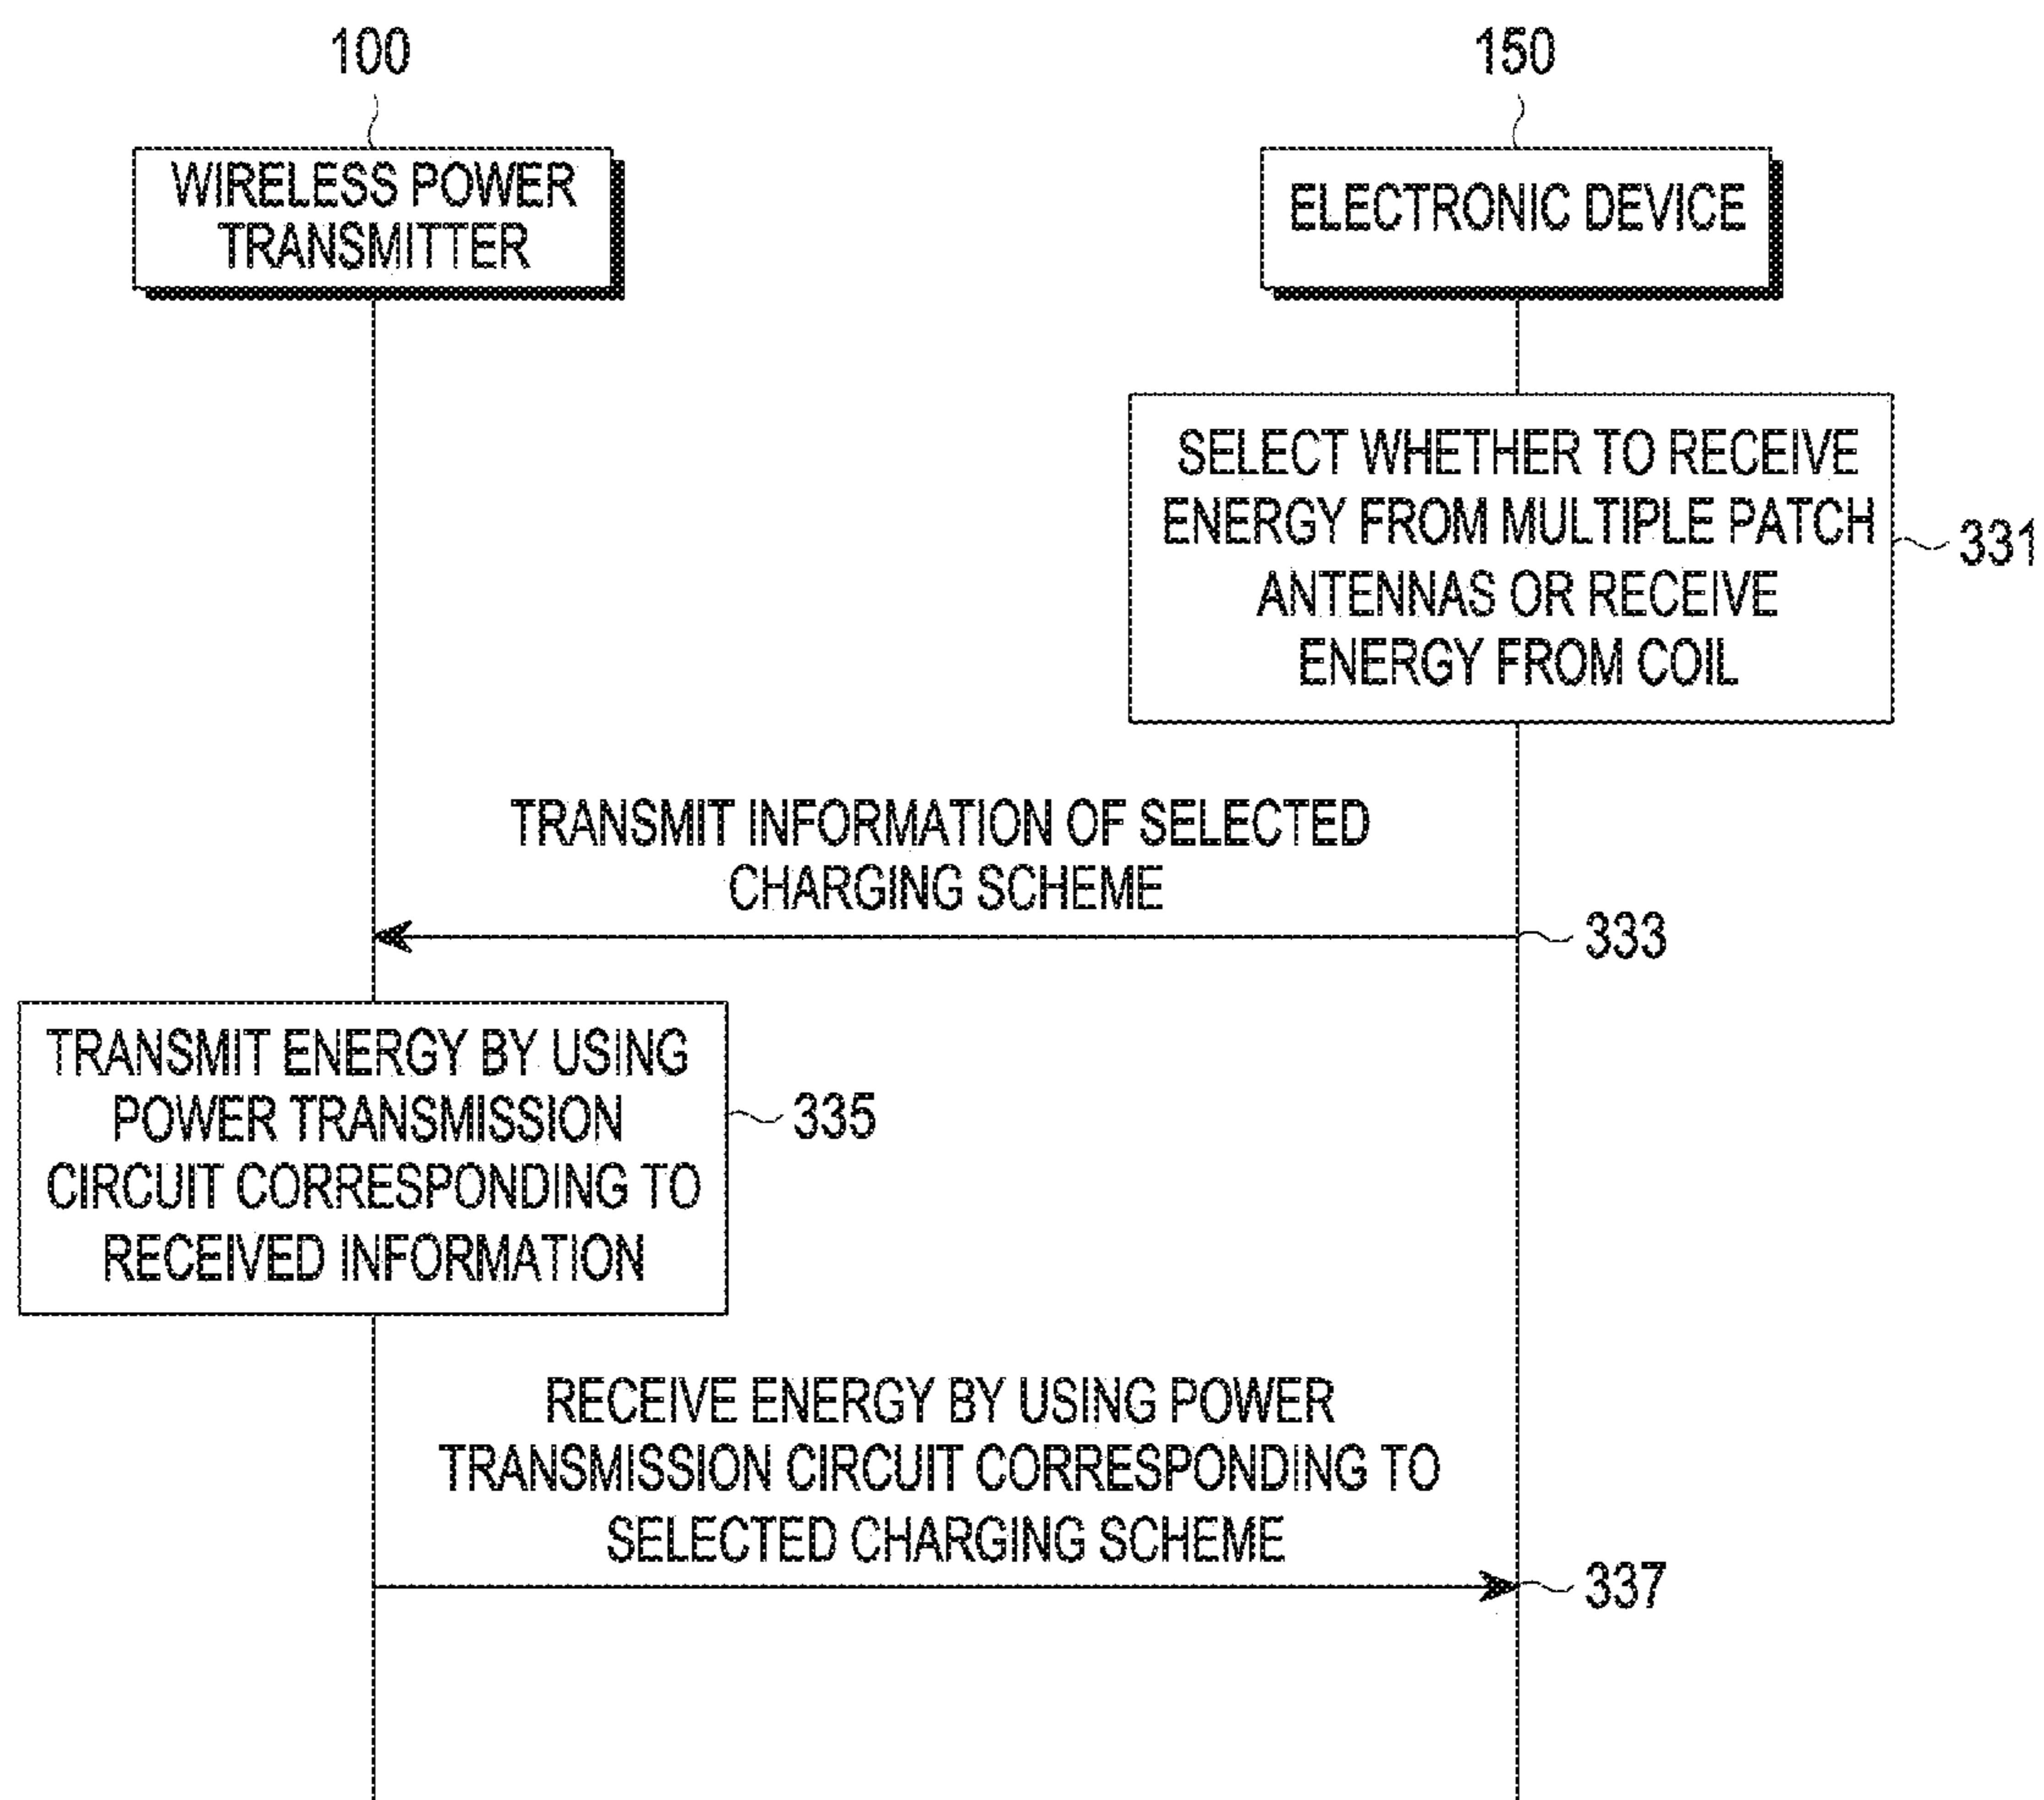 100
150
WIRELESS POWER
TRANSMITTER
ELECTRONIC DEVICE
SELECT WHETHER TO RECEIVE
ENERGY FROM MULTIPLE PATCH
ANTENNAS OR RECEIVE
ENERGY FROM COIL
331
TRANSMIT INFORMATION OF SELECTED
CHARGING SCHEME
333
TRANSMIT ENERGY BY USING
POWER TRANSMISSION
CIRCUIT CORRESPONDING TO
RECEIVED INFORMATION
335
RECEIVE ENERGY BY USING POWER
TRANSMISSION CIRCUIT CORRESPONDING TO
SELECTED CHARGING SCHEME
337